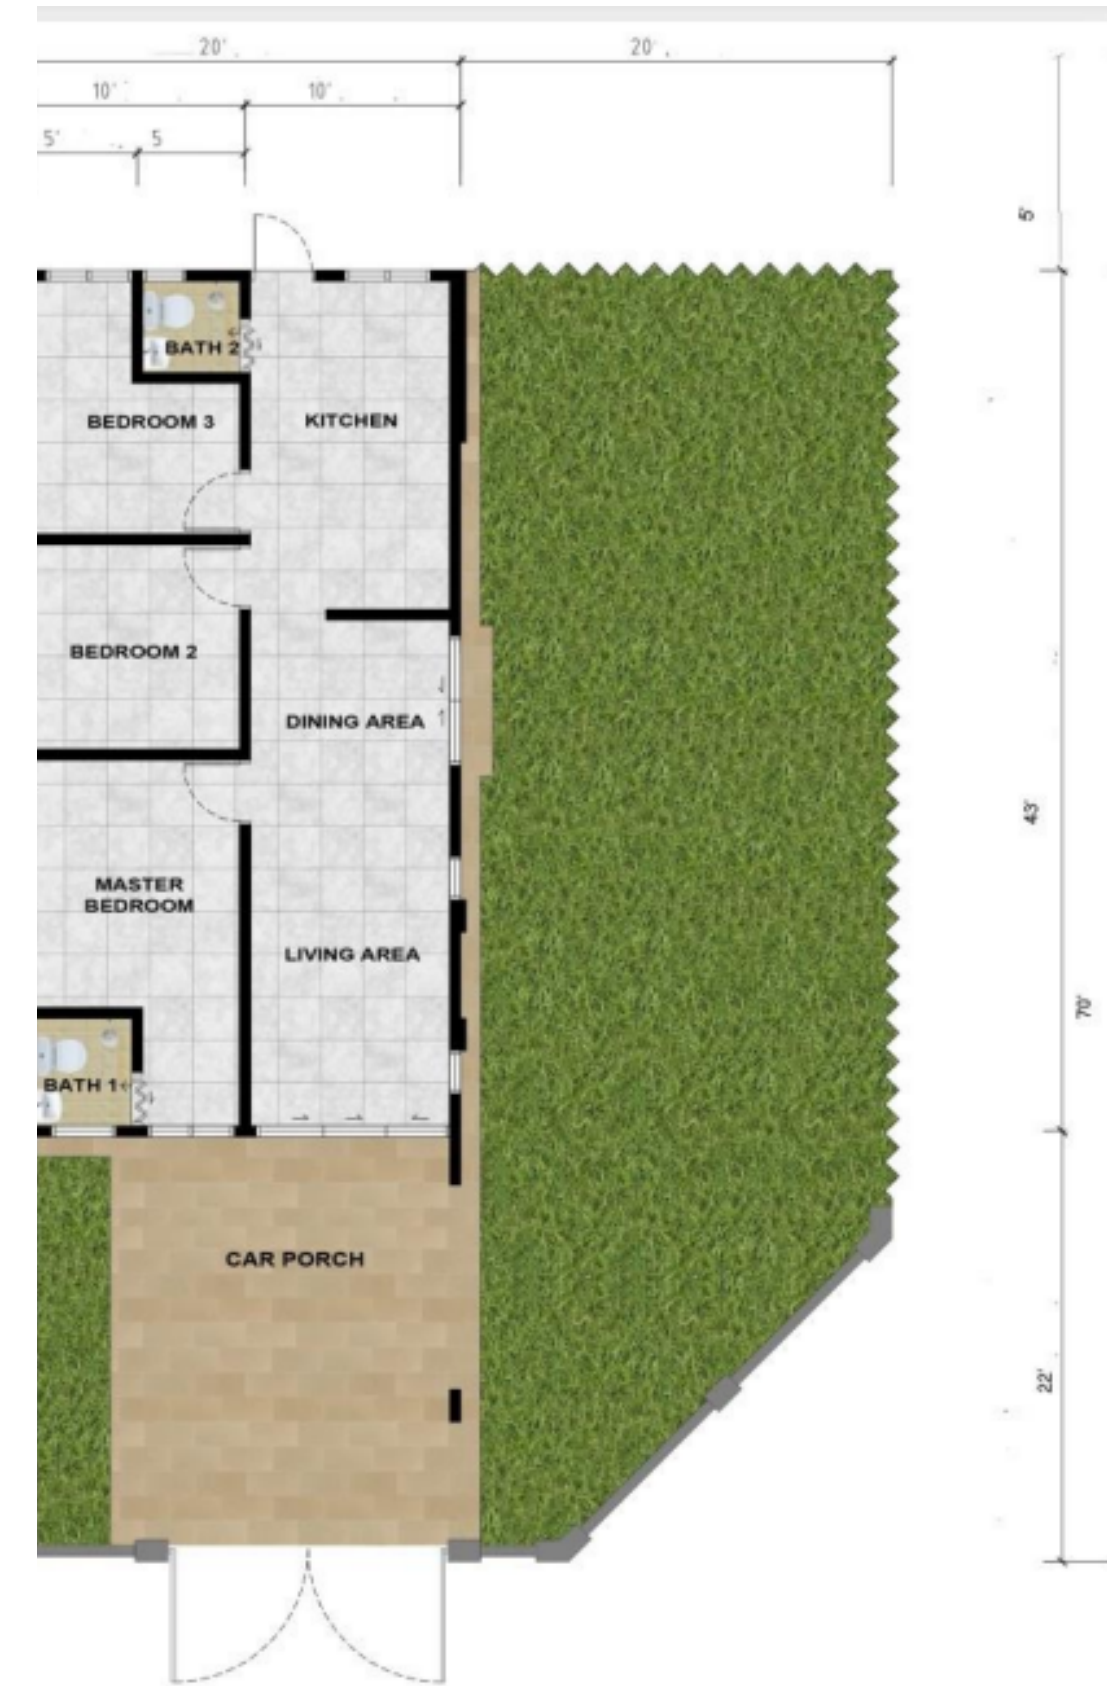 20'
20'
10'
10'
5'
5
5'
BATH 2
BEDROOM 3
KITCHEN
BEDROOM 2
DINING AREA
43'
MASTER
BEDROOM
LIVING AREA
70'
BATH 1
CAR PORCH
22'